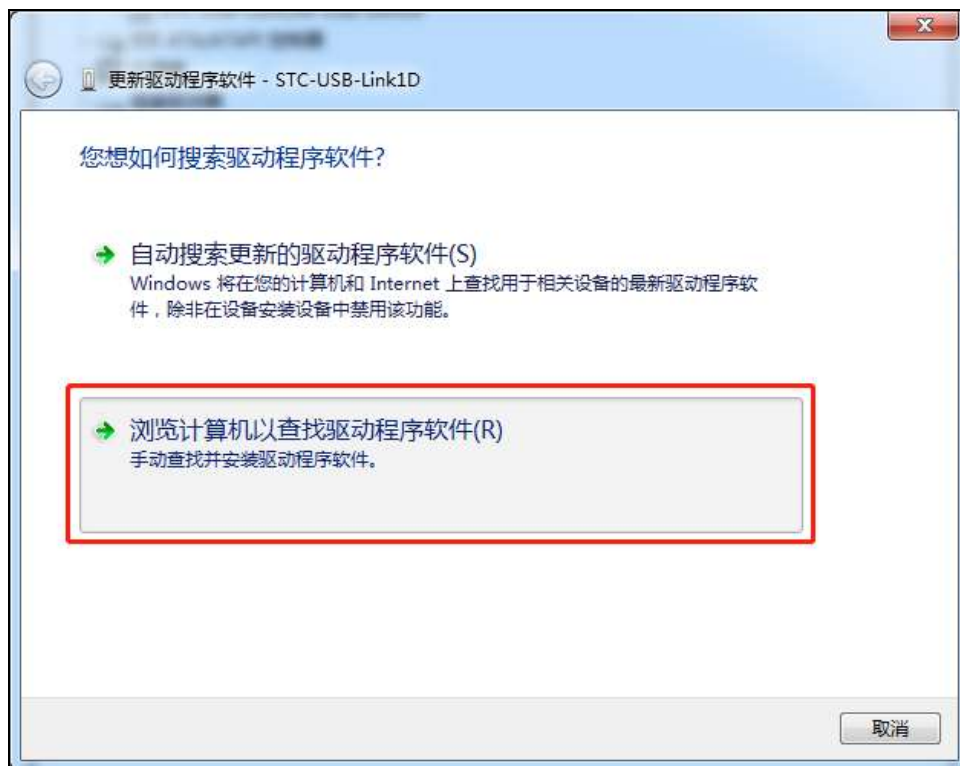 更新驱动程序软件 - STC-USB-Link1D
您想如何搜索驱动程序软件?
自动搜索更新的驱动程序软件(S)
Windows 将在您的计算机和 Internet 上查找用于相关设备的最新驱动程序软
件，除非在设备安装设备中禁用该功能。
浏览计算机以查找驱动程序软件(R)
手动查找并安装驱动程序软件。
取消